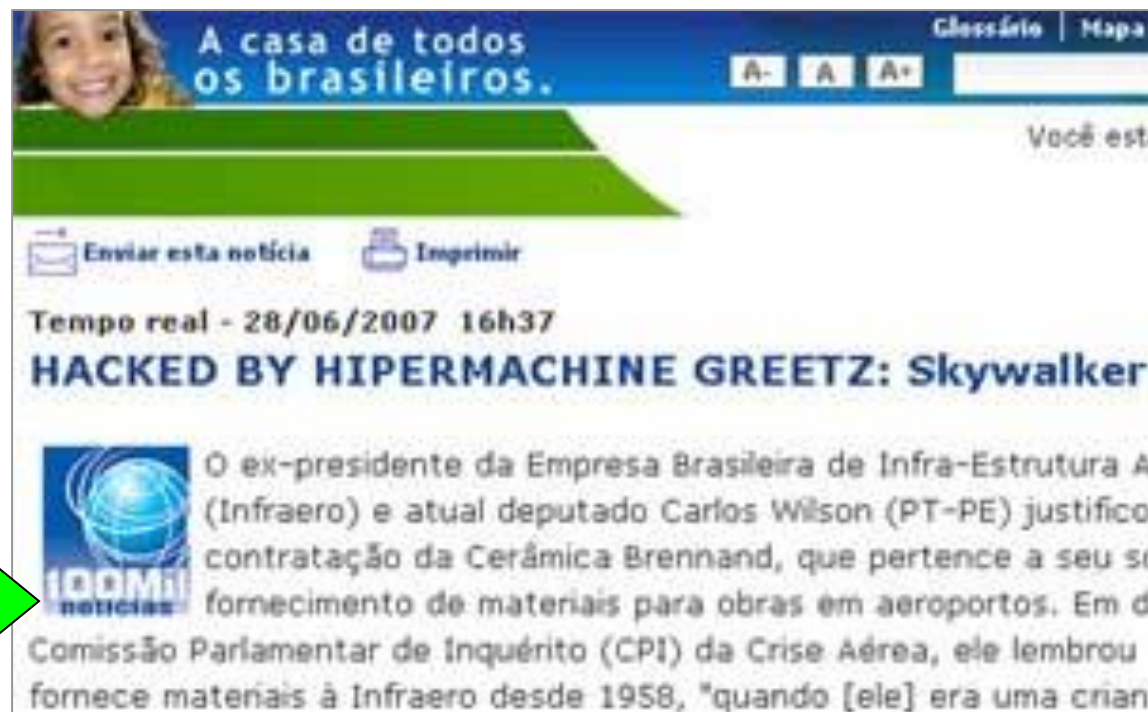 A casa de todos
os brasileiros.
Glossário | Mapa
A- A A+
Você est
Enviar esta notícia
Imprimir
Tempo real - 28/06/2007 16h37
HACKED BY HIPERMACHINE GREETZ: Skywalker
100Mil
notícias
O ex-presidente da Empresa Brasileira de Infra-Estrutura A
(Infraero) e atual deputado Carlos Wilson (PT-PE) justifico
contratação da Cerâmica Brennand, que pertence a seu s
fornecimento de materiais para obras em aeroportos. Em d
Comissão Parlamentar de Inquérito (CPI) da Crise Aérea, ele lembrou
fornece materiais à Infraero desde 1958, "quando [ele] era uma crian